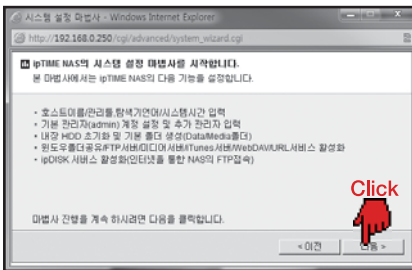 시스템 설정 마법사 - Windows Internet Explorer
http://192.168.0.250/cgi/advanced/system_wizard.cgi
ipTIME NAS의 시스템 설정 마법사를 시작합니다.
본 마법사에서는 ipTIME NAS의 다음 기능을 설정합니다.
• 호스트이름/관리툴,탐색기언어/시스템시간 입력
• 기본 관리자(admin) 계정 설정 및 추가 관리자 입력
• 내장 HDD 초기화 및 기본 폴더 생성(Data/Media폴더)
• 윈도우폴더공유/FTP서버/미디어서버/iTunes서버/WebDAV/URL서비스 활성화
• ipDISK 서비스 활성화(인터넷을 통한 NAS의 FTP접속)
Click
마법사 진행을 계속 하시려면 다음을 클릭합니다.
< 이전
다음 >